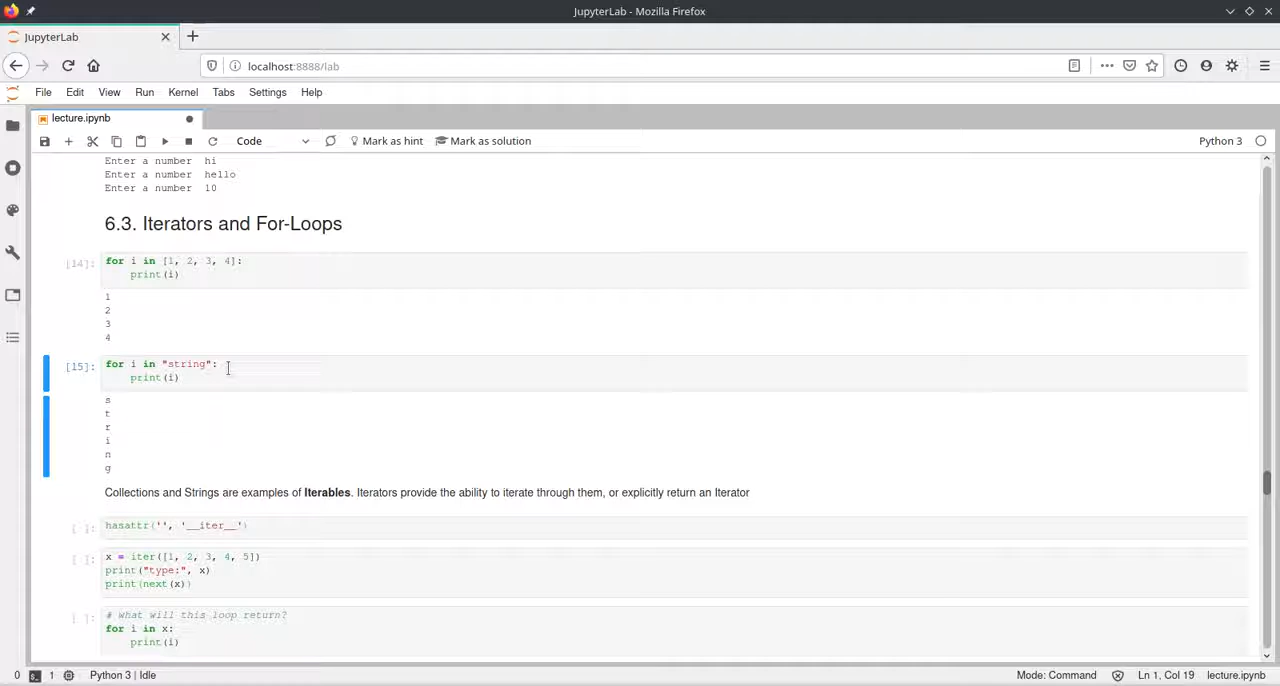 JupyterLab - Mozilla Firefox
JupyterLab
localhost:8888/lab
File Edit View Run Kernel Tabs Settings Help
lecture.ipynb
Code Mark as hint Mark as solution Python 3
Enter a number hi
Enter a number hello
Enter a number 10
6.3. Iterators and For-Loops
[14]: for i in [1, 2, 3, 4]:
print(i)
1
2
3
4
[15]: for i in "string":
print(i)
s
t
r
i
n
g
Collections and Strings are examples of Iterables. Iterators provide the ability to iterate through them, or explicitly return an Iterator
[ ]: hasattr('', '__iter__')
[ ]: x = iter([1, 2, 3, 4, 5])
print("type:", x)
print(next(x))
[ ]: # what will this loop return?
for i in x:
print(i)
0 1 Python 3 | Idle Mode: Command Ln 1, Col 19 lecture.ipynb